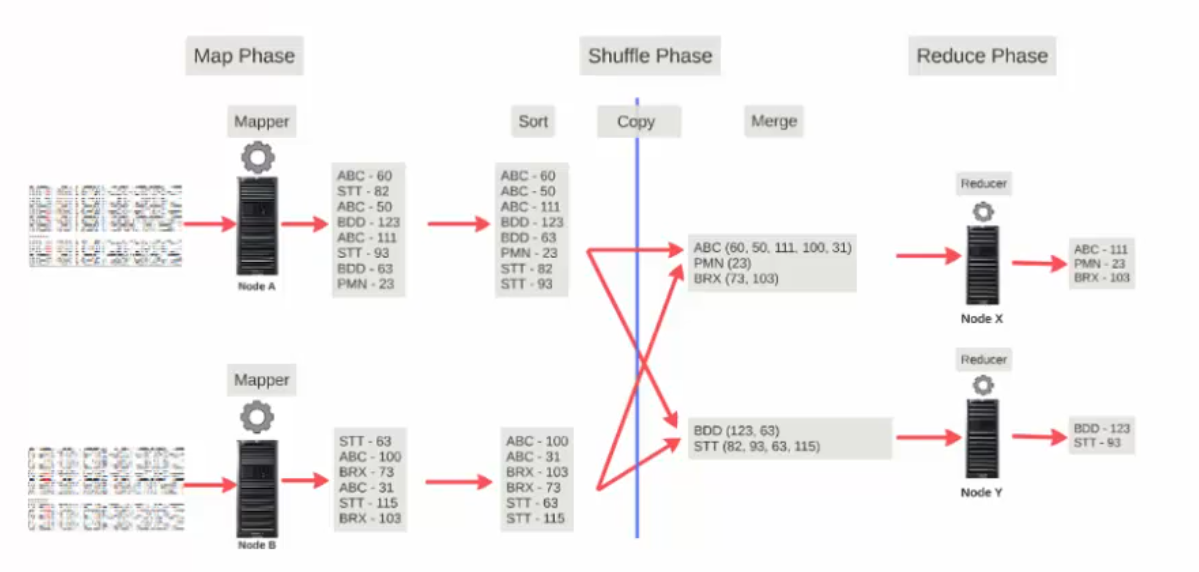 Map Phase
Shuffle Phase
Reduce Phase
Mapper
Sort
Copy
Merge
Node A
ABC - 60
STT - 82
ABC - 50
BDD - 123
ABC - 111
STT - 93
BDD - 63
PMN - 23
ABC - 60
ABC - 50
ABC - 111
BDD - 123
BDD - 63
PMN - 23
STT - 82
STT - 93
ABC (60, 50, 111, 100, 31)
PMN (23)
BRX (73, 103)
Reducer
Node X
ABC - 111
PMN - 23
BRX - 103
Mapper
Node B
STT - 63
ABC - 100
BRX - 73
ABC - 31
STT - 115
BRX - 103
ABC - 100
ABC - 31
BRX - 103
BRX - 73
STT - 63
STT - 115
BDD (123, 63)
STT (82, 93, 63, 115)
Reducer
Node Y
BDD - 123
STT - 93